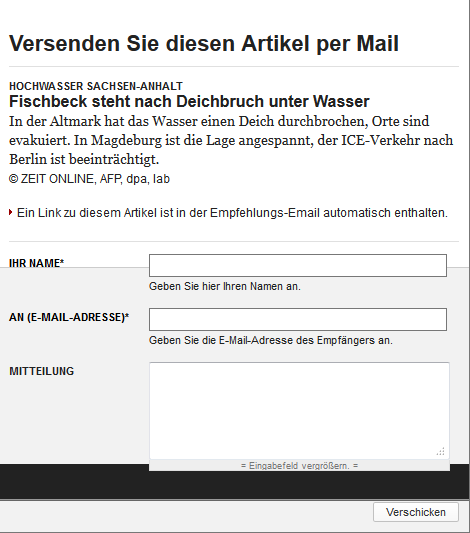 Versenden Sie diesen Artikel per Mail
HOCHWASSER SACHSEN-ANHALT
Fischbeck steht nach Deichbruch unter Wasser
In der Altmark hat das Wasser einen Deich durchbrochen, Orte sind
evakuiert. In Magdeburg ist die Lage angespannt, der ICE-Verkehr nach
Berlin ist beeinträchtigt.
© ZEIT ONLINE, AFP, dpa, lab
Ein Link zu diesem Artikel ist in der Empfehlungs-Email automatisch enthalten.
IHR NAME*
Geben Sie hier Ihren Namen an.
AN (E-MAIL-ADRESSE)*
Geben Sie die E-Mail-Adresse des Empfängers an.
MITTEILUNG
= Eingabefeld vergrößern. =
Verschicken